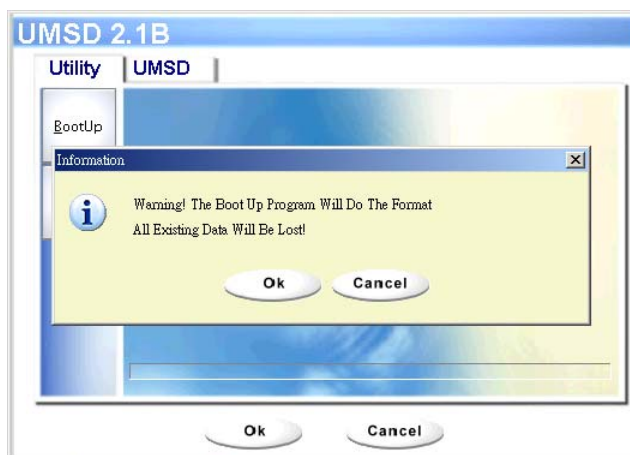 UMSD 2.1B
Utility
UMSD
BootUp
Information
Warning! The Boot Up Program Will Do The Format
All Existing Data Will Be Lost!
Ok
Cancel
Ok
Cancel